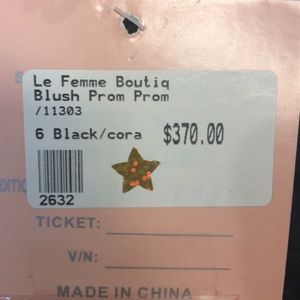 Le Femme Boutiq
Blush Prom Prom
/11303
6 Black/cora $370.00
2632
TICKET:
V/N:
MADE IN CHINA